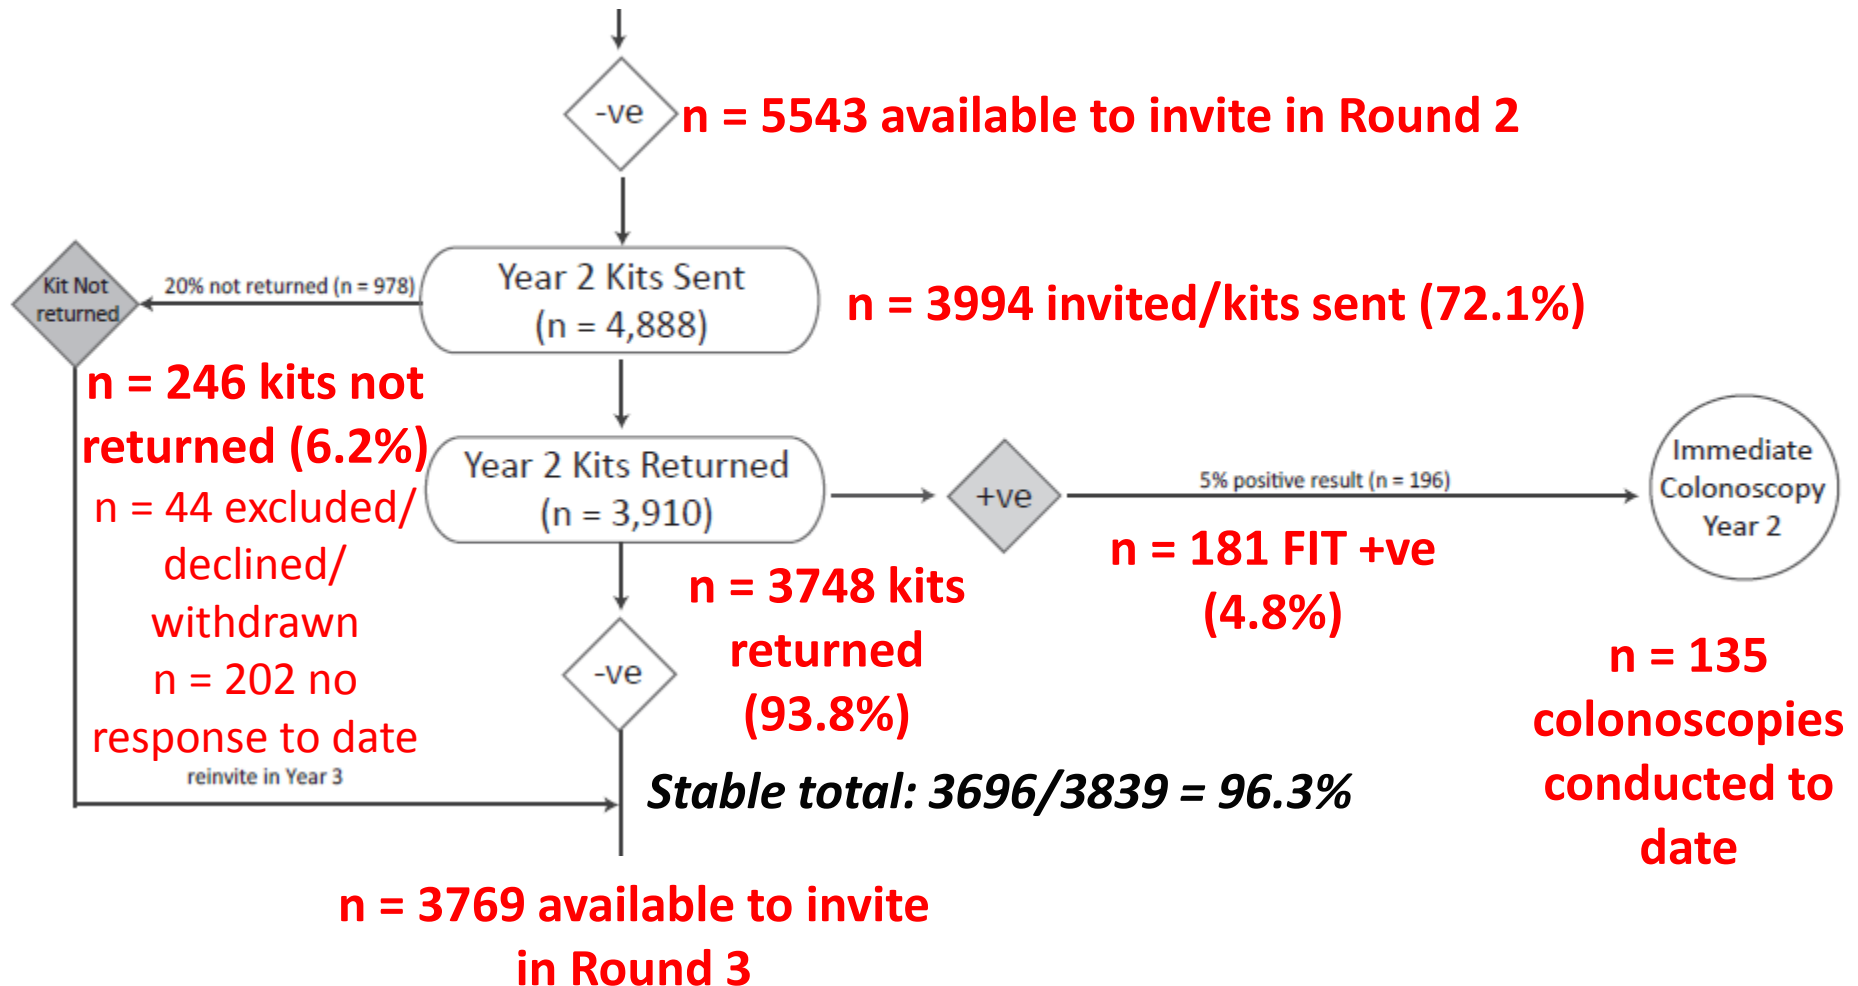 -ve
n = 5543 available to invite in Round 2
Kit Not
returned
20% not returned (n = 978)
Year 2 Kits Sent
(n = 4,888)
n = 3994 invited/kits sent (72.1%)
n = 246 kits not
returned (6.2%)
n = 44 excluded/
declined/
withdrawn
n = 202 no
response to date
reinvite in Year 3
Year 2 Kits Returned
(n = 3,910)
+ve
5% positive result (n = 196)
Immediate
Colonoscopy
Year 2
n = 181 FIT +ve
(4.8%)
n = 3748 kits
returned
(93.8%)
-ve
n = 135
colonoscopies
conducted to
date
Stable total: 3696/3839 = 96.3%
n = 3769 available to invite
in Round 3